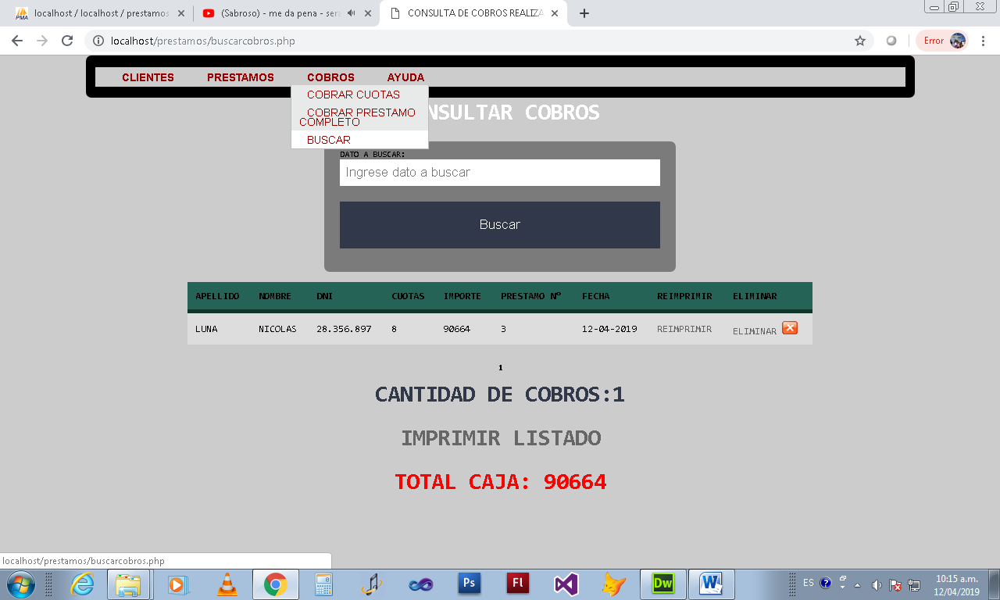 PMA localhost / localhost / prestamos
(Sabroso) - me da pena - ser
CONSULTA DE COBROS REALIZA
localhost/prestamos/buscarcobros.php
Error
CLIENTES PRESTAMOS COBROS AYUDA
COBRAR CUOTAS
COBRAR PRESTAMO
COMPLETO
BUSCAR
NSULTAR COBROS
DATO A BUSCAR:
Ingrese dato a buscar
Buscar
APELLIDO NOMBRE DNI CUOTAS IMPORTE PRESTAMO Nº FECHA REIMPRIMIR ELIMINAR
LUNA NICOLAS 28.356.897 8 90664 3 12-04-2019 REIMPRIMIR ELIMINAR
1
CANTIDAD DE COBROS:1
IMPRIMIR LISTADO
TOTAL CAJA: 90664
localhost/prestamos/buscarcobros.php
Ps
Fl
Dw
W
ES
10:15 a.m.
12/04/2019